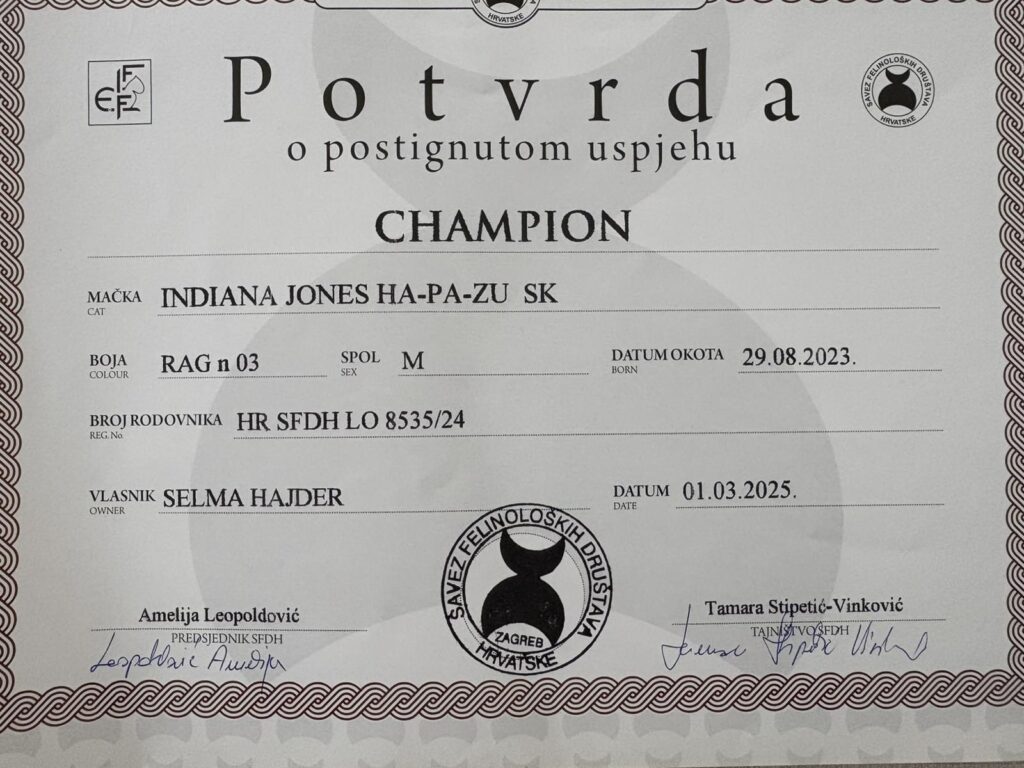 HRVATSKE
FIFe
SAVEZ FELINOLOŠKIH DRUŠTAVA
HRVATSKE
Potvrda
o postignutom uspjehu
CHAMPION
MAČKA INDIANA JONES HA-PA-ZU SK
CAT
BOJA RAG n 03 SPOL M DATUM OKOTA 29.08.2023.
COLOUR SEX BORN
BROJ RODOVNIKA HR SFDH LO 8535/24
REG. No.
VLASNIK SELMA HAJDER DATUM 01.03.2025.
OWNER DATE
SAVEZ FELINOLOŠKIH DRUŠTAVA
ZAGREB
HRVATSKE
Amelija Leopoldović Tamara Stipetić-Vinković
PREDSJEDNIK SFDH TAJNIŠTVO SFDH
Leopoldović Amelija